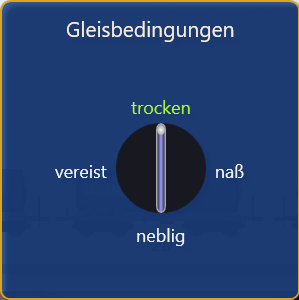 Gleisbedingungen
trocken
vereist
naß
neblig